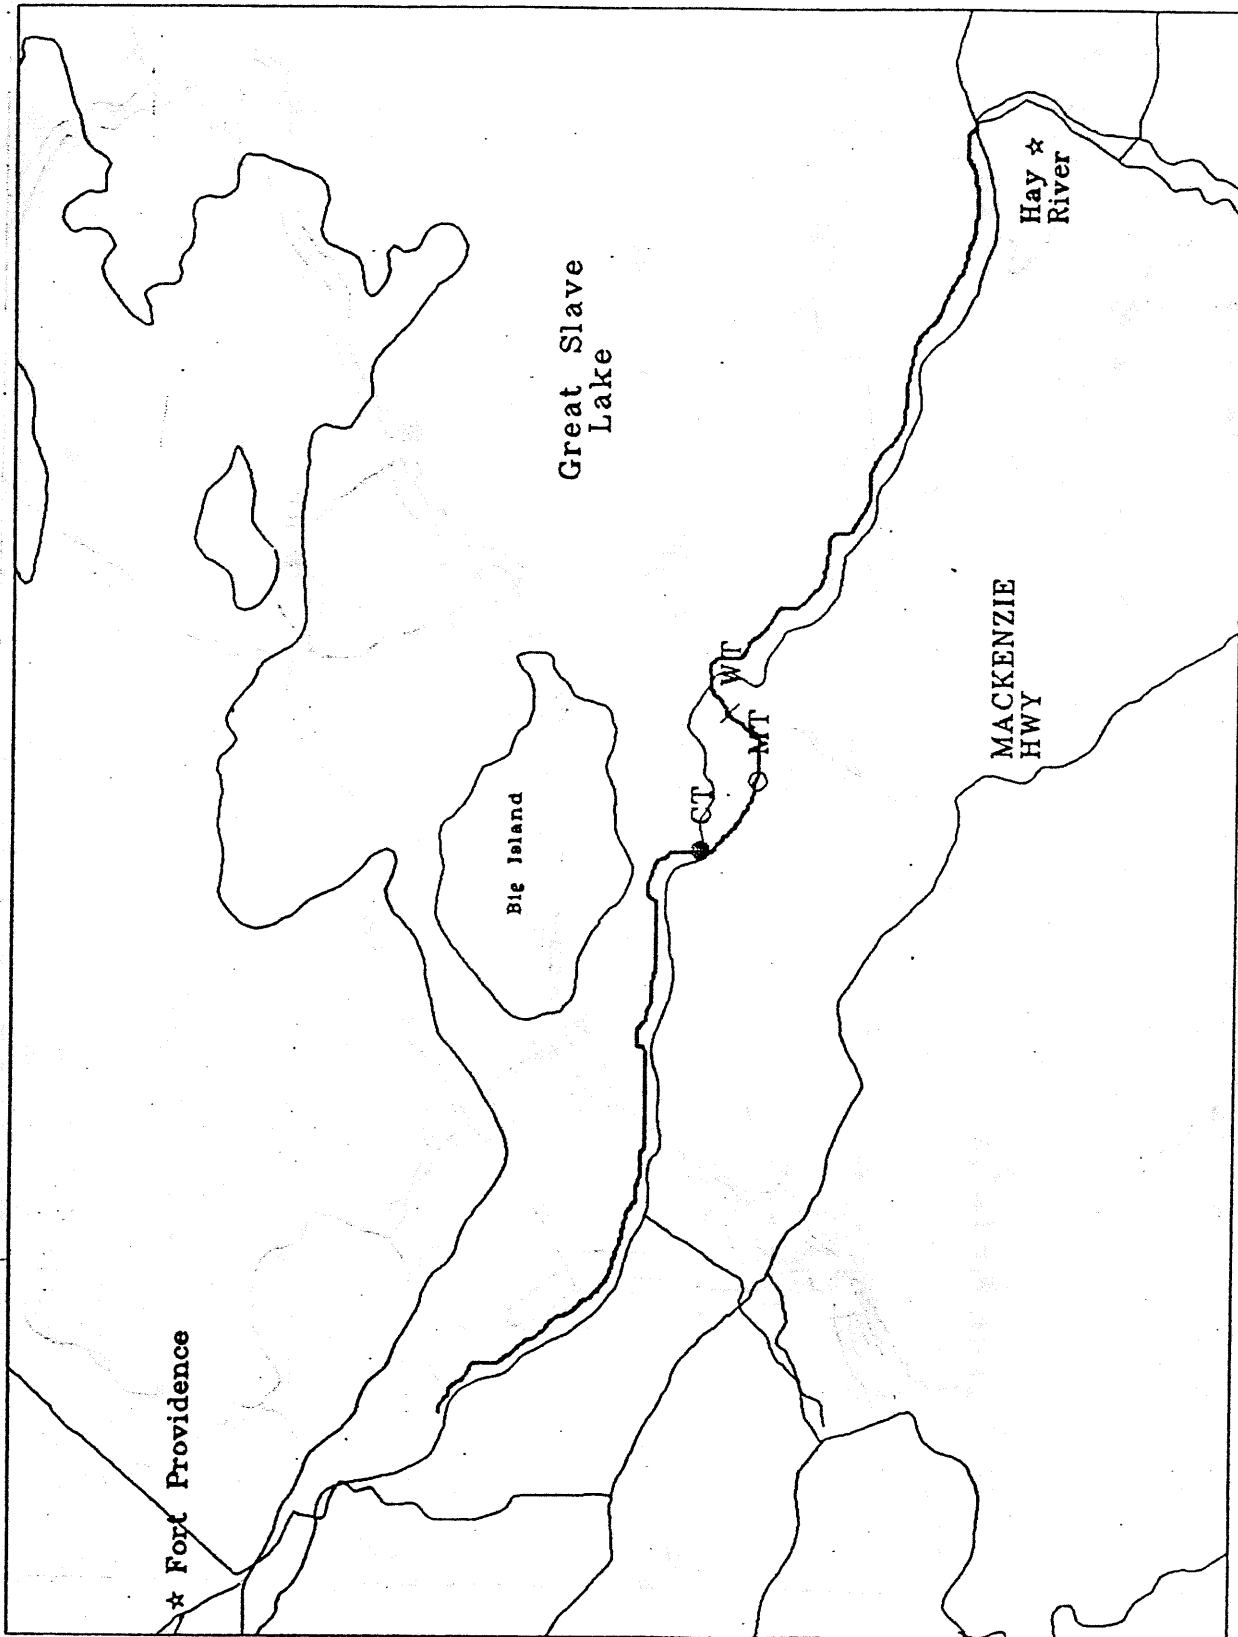 ☆ Fort Providence
Big Island
Great Slave
Lake
CT
MT
WT
MACKENZIE
HWY
Hay ☆
River